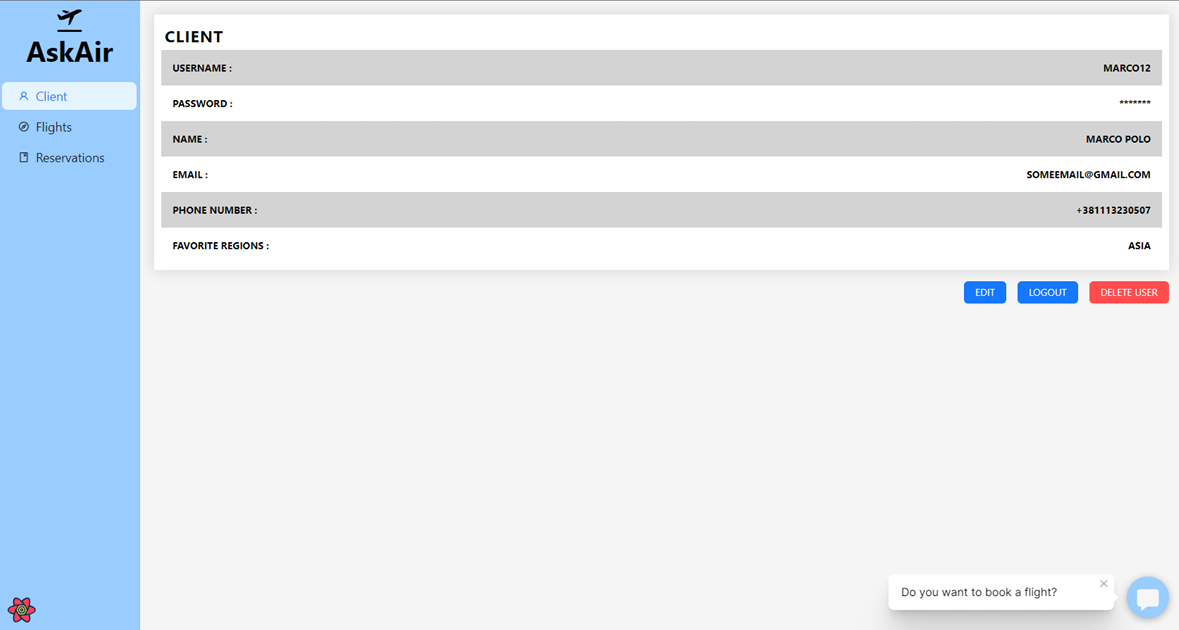 AskAir
Client
Flights
Reservations
CLIENT
USERNAME : MARCO12
PASSWORD : *******
NAME : MARCO POLO
EMAIL : SOMEEMAIL@GMAIL.COM
PHONE NUMBER : +381113230507
FAVORITE REGIONS : ASIA
EDIT LOGOUT DELETE USER
Do you want to book a flight?